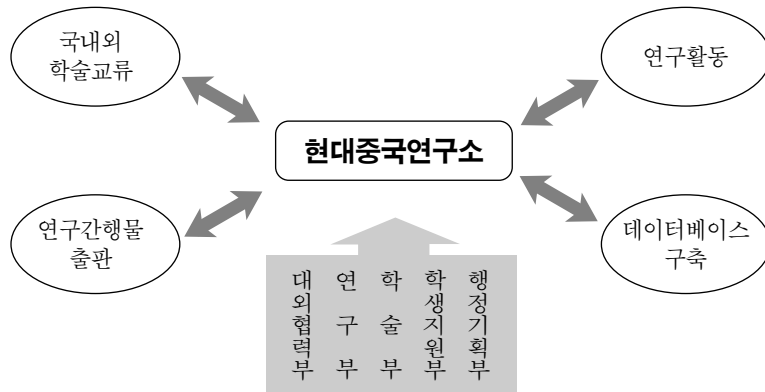 국내외
학술교류
연구활동
현대중국연구소
연구간행물
출판
데이터베이스
구축
대외협력부
연구부
학술부
학생지원부
행정기획부